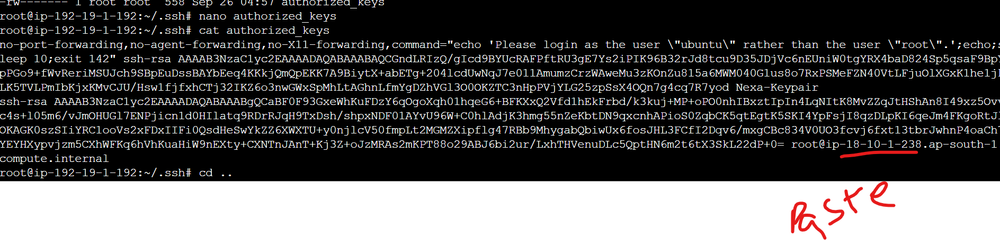 -rw------- 1 root root  558 Sep 26 04:57 authorized_keys
root@ip-192-19-1-192:~/.ssh# nano authorized_keys
root@ip-192-19-1-192:~/.ssh# cat authorized_keys
no-port-forwarding,no-agent-forwarding,no-X11-forwarding,command="echo 'Please login as the user \"ubuntu\" rather than the user \"root\".';echo;s
leep 10;exit 142" ssh-rsa AAAAB3NzaC1yc2EAAAADAQABAAABAQCGndLRIzQ/gIcd9BYUcRAFPftRU3gE7Ys2iPIK96B32rJd8tcu9D35JDjVc6nEUniW0tgYRX4baD824Sp5qsaF9BpY
pPGo9+fWvReriMSUJch9SBpEuDssBAYbEeq4KKkjQmQpEKK7A9BiytX+abETg+204lcdUwNqJ7e011AmumzCrzWAweMu3zKOnZu815a6MWM040G1us8o7RxPSMeFZN40VtLFjuOlXGxK1he1j
LK5TVLPmIbKjxKMvCJU/Hsw1fjfxhCTj32IKZ6o3nwGWxSpMhLtAGhnLfmYgDZhVGl3O0OKZTC3nHpPVjYLG25zpSsX4OQn7g4cq7R7yod Nexa-Keypair
ssh-rsa AAAAB3NzaC1yc2EAAAADAQABAAABgQCaBF0F93GxeWhKuFDzY6qOgoXqh01hqeG6+BFKXxQ2Vfd1hEkFrbd/k3kuj+MP+oPO0nhIBxztIpIn4LqNItK8MvZZqJtHShAn8I49xz5Ovv
c4s+l05m6/vJmOHUGl7ENPjicn1d0HIlatq9RDrRJqH9TxDsh/shpxNDF01AYvU96W+C0hlAdjK3hmg55nZeKbtDN9qxcnhAPioS0ZqbCK5qtEgtK5SKI4YpFsjI8qzDLpKI6qeJm4FKgoRtJl
OKAGK0szSIiYRC1ooVs2xFDxIIFi0QsdHeSwYkZZ6XWXTU+y0njlcV50fmpLt2MGMZXipflg47RBb9MhygabQbiwUx6fosJHL3FCfI2Dqv6/mxgCBc834V0UO3fcvj6fxt13tbrJwhnP4oaCh
YEYHXypvjzm5CXhWFKq6hVhKuaHiW9nEXty+CXNTnJAnT+Kj3Z+oJzMRAs2mKPT88o29ABJ6bi2ur/LxhTHVenuDLc5QptHN6m2t6tX3SkL22dP+0= root@ip-18-10-1-238.ap-south-1
compute.internal
root@ip-192-19-1-192:~/.ssh# cd ..
Paste